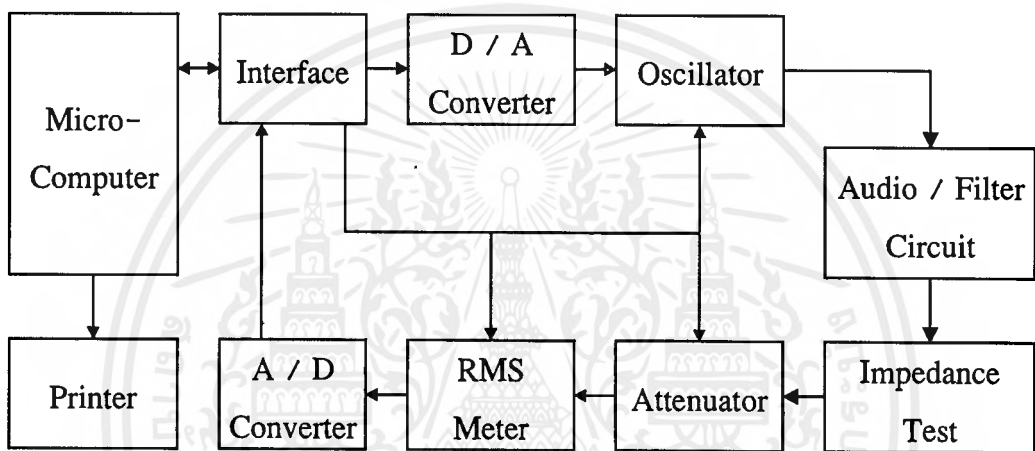 Micro-
Computer
Interface
D / A
Converter
Oscillator
Audio / Filter
Circuit
Printer
A / D
Converter
RMS
Meter
Attenuator
Impedance
Test